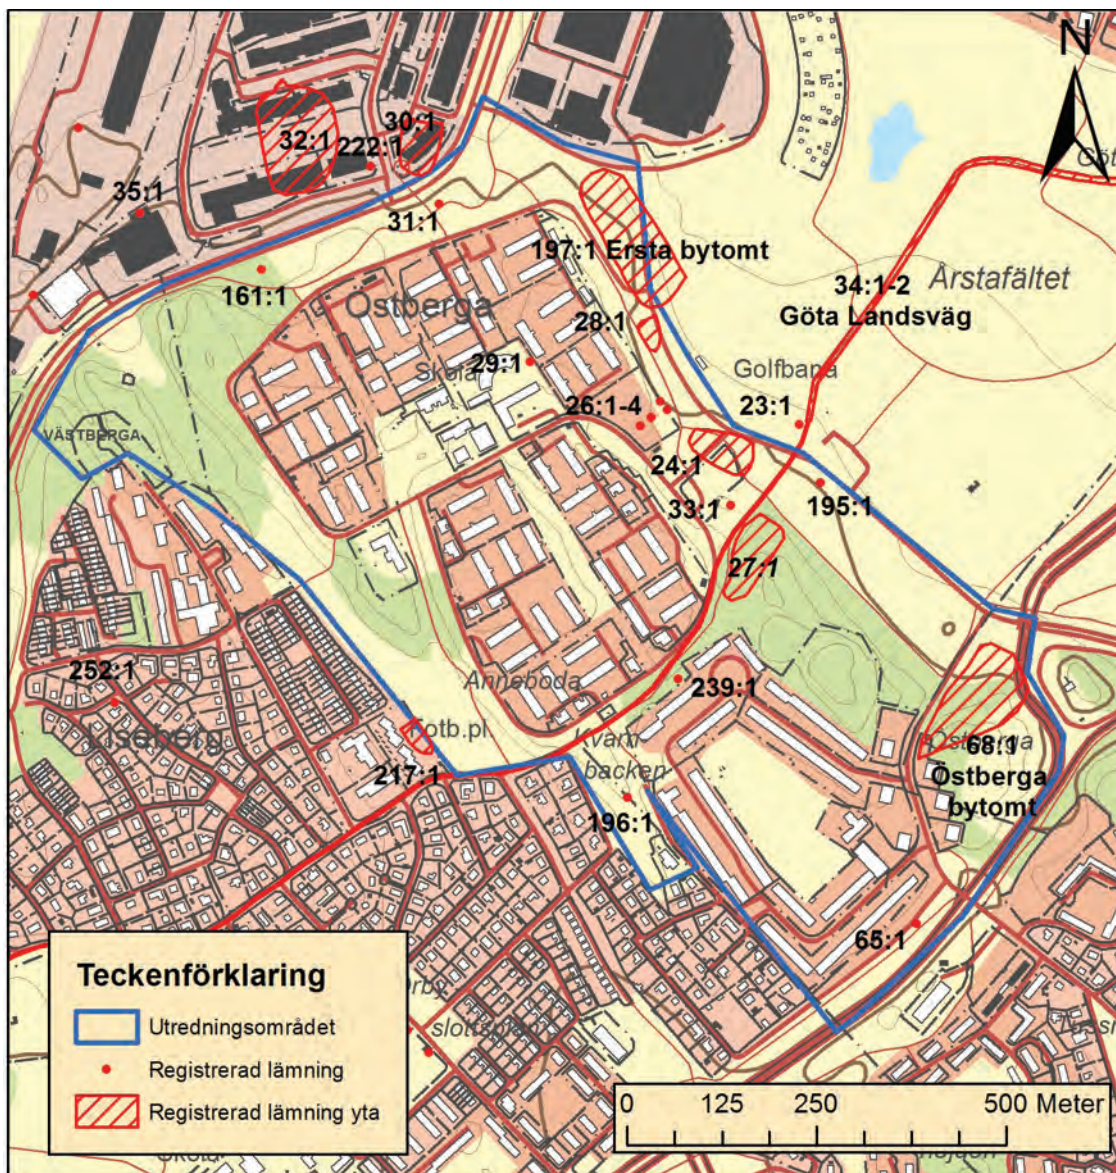 N
30:1
32:1
222:1
35:1
31:1
197:1 Ersta bytomt
161:1
34:1-2
Årstafältet
Göta Landsväg
Östberga
28:1
29:1
Skola
Golfbana
26:1-4
23:1
VÄSTBERGA
24:1
33:1
195:1
27:1
252:1
Anneboda
239:1
Liseberg
Fotb.pl
217:1
Östberga
68:1
Östberga
bytomt
backen
196:1
65:1
Teckenförklaring
Utredningsområdet
Registrerad lämning
Registrerad lämning yta
0 125 250 500 Meter
Skola